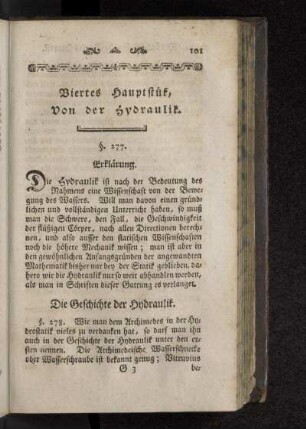 101
Viertes Hauptstük,
von der Hydraulik.
§. 277.
Erklärung.
Die Hydraulik ist nach der Bedeutung des
Nahmens eine Wissenschaft von der Bewe-
gung des Wassers. Will man davon einen gründ-
lichen und vollständigen Unterricht haben, so muß
man die Schwere, den Fall, die Geschwindigkeit
der flüßigen Cörper, nach allen Directionen berech-
nen, und also ausser den statischen Wissenschaften
noch die höhere Mechanik wissen; man ist aber in
den gewöhnlichen Anfangsgründen der angewandten
Mathematik bisher nur bey der Statik geblieben, da-
hero wir die Hydraulik nur so weit abhandlen werden,
als man in Schriften dieser Gattung es verlanget.
Die Geschichte der Hydraulik.
§. 278. Wie man dem Archimedes in der Hy-
drostatik vieles zu verdanken hat, so darf man ihn
auch in der Geschichte der Hydraulik unter den er-
sten nennen. Die Archimedeische Wasserschnecke
oder Wasserschraube ist bekannt genug; Vitruvius
G 3 be-